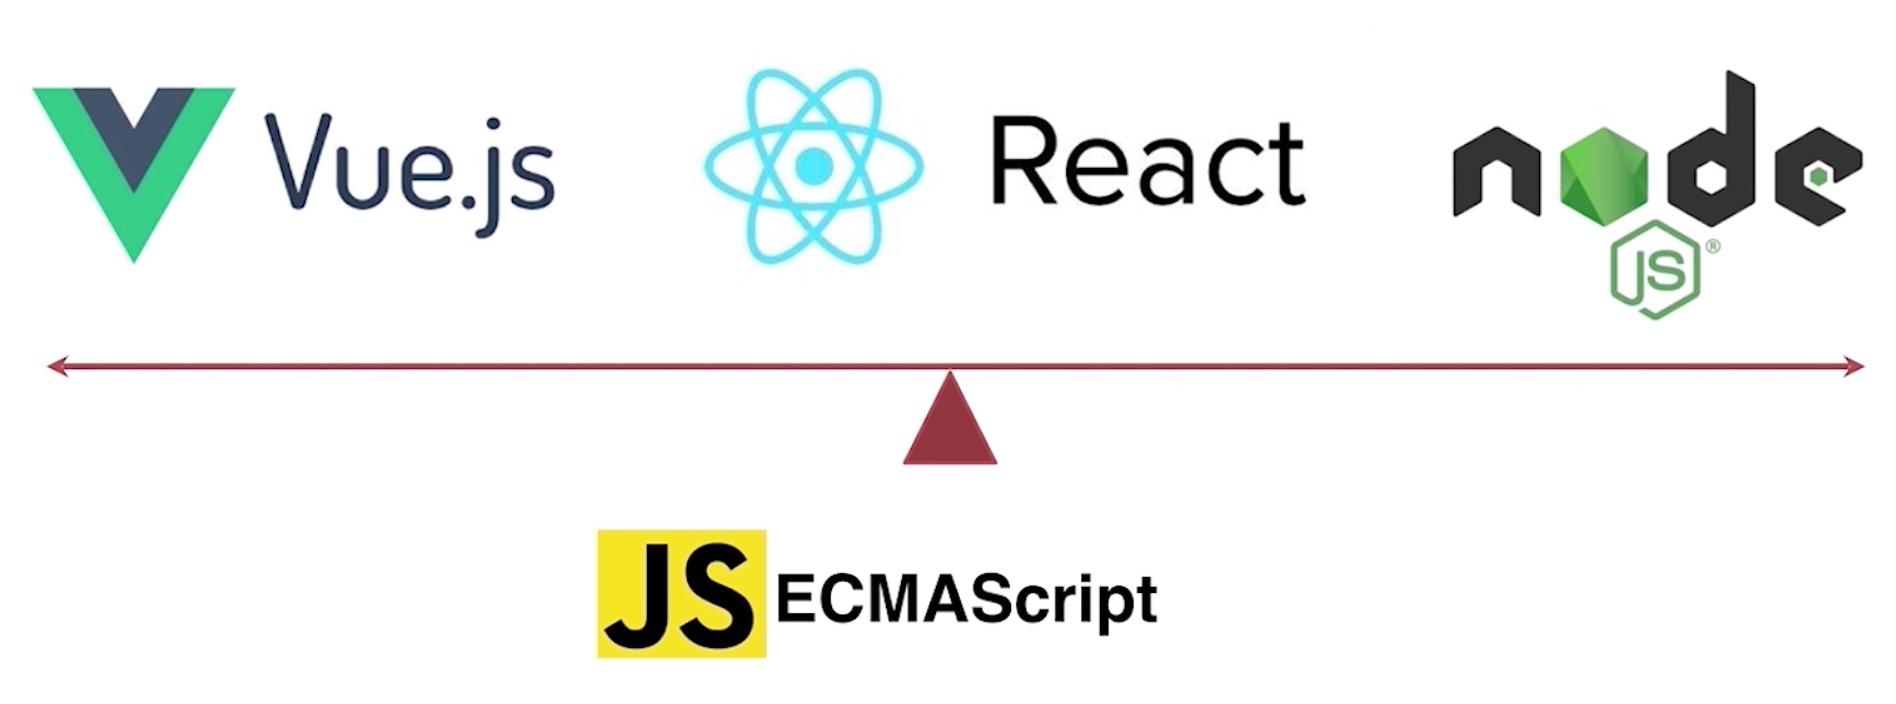 Vue.js
React
node
JS®
JS ECMAScript